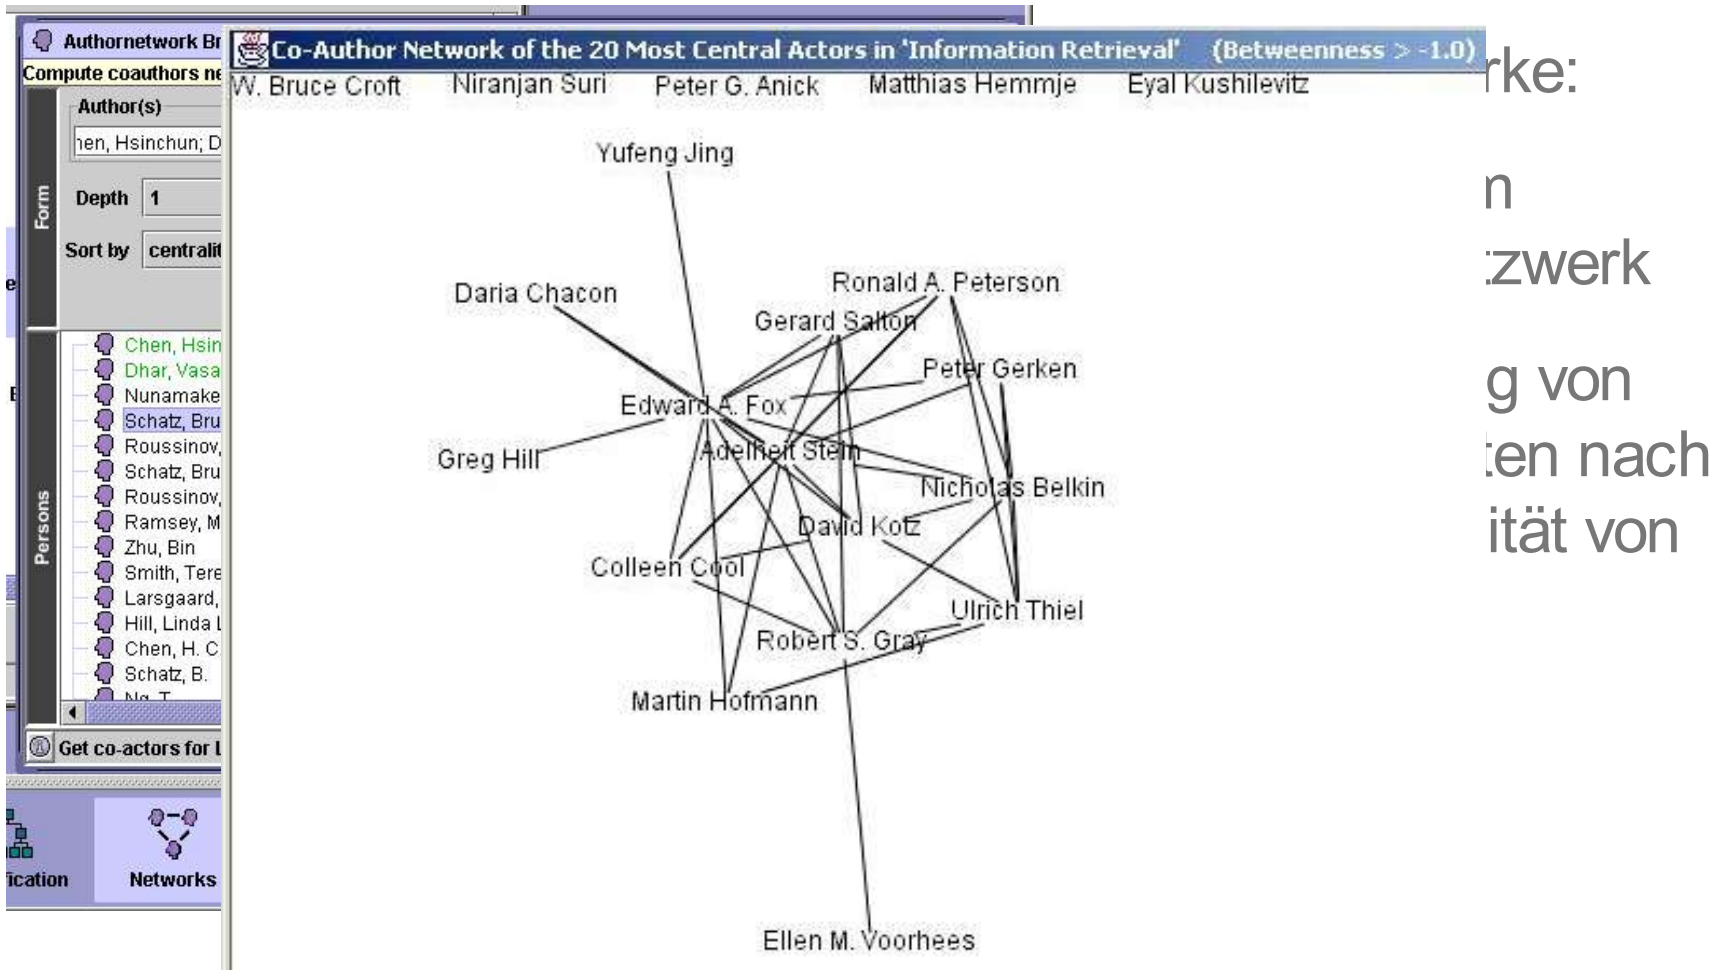 Authornetwork Br
Compute coauthors ne
Author(s)
hen, Hsinchun; D
Depth 1
Sort by centralit
Form
Persons
Chen, Hsin
Dhar, Vasa
Nunamake
Schatz, Bru
Roussinov,
Schatz, Bru
Roussinov,
Ramsey, M
Zhu, Bin
Smith, Tere
Larsgaard,
Hill, Linda L
Chen, H. C
Schatz, B.
Ng, T.
Get co-actors for L
ication
Networks
Co-Author Network of the 20 Most Central Actors in 'Information Retrieval' (Betweenness > -1.0)
W. Bruce Croft Niranjan Suri Peter G. Anick Matthias Hemmje Eyal Kushilevitz
Yufeng Jing
Ronald A. Peterson
Daria Chacon
Gerard Salton
Peter Gerken
Edward A. Fox
Adelheit Stein
Greg Hill
Nicholas Belkin
David Kotz
Colleen Cool
Ulrich Thiel
Robert S. Gray
Martin Hofmann
Ellen M. Voorhees
rke:
n
tzwerk
g von
ten nach
ität von